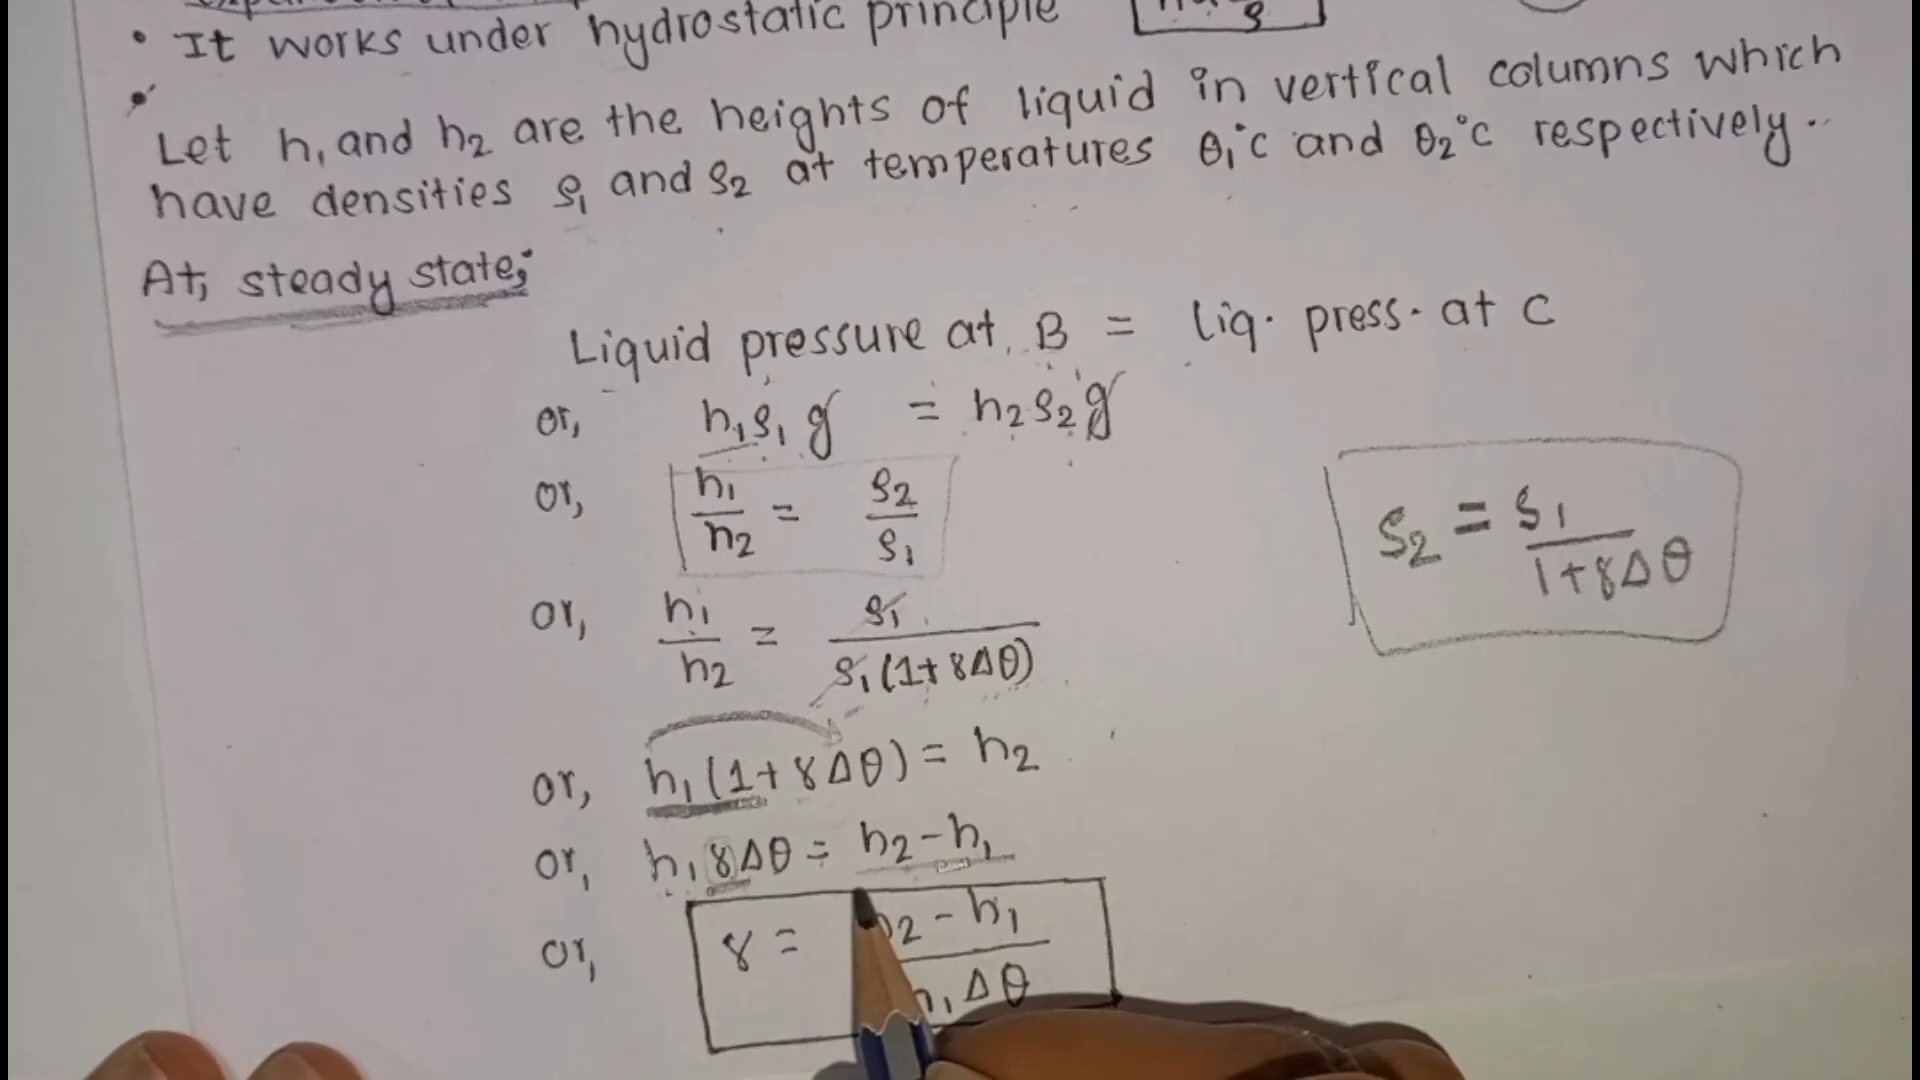 • It works under hydrostatic principle
•
Let h₁ and h₂ are the heights of liquid in vertical columns which
have densities ρ₁ and ρ₂ at temperatures θ₁°C and θ₂°C respectively.
At, steady state,
Liquid pressure at B = liq. press. at C
or, h₁ρ₁g = h₂ρ₂g
or, h₁/h₂ = ρ₂/ρ₁
ρ₂ = ρ₁/1+γΔθ
or, h₁/h₂ = ρ₁/ρ₁(1+γΔθ)
or, h₁(1+γΔθ) = h₂
or, h₁γΔθ = h₂-h₁
or, γ = h₂-h₁/h₁Δθ